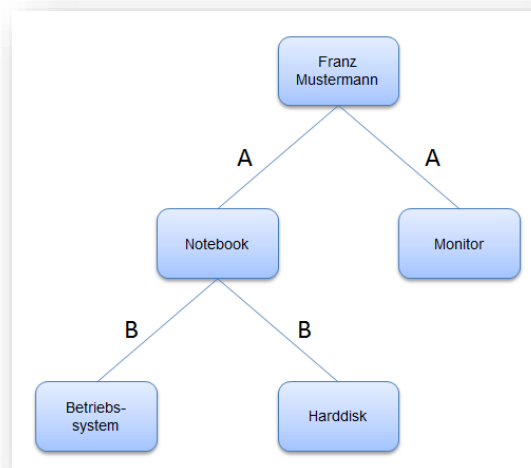 Franz
Mustermann
A
A
Notebook
Monitor
B
B
Betriebs-
system
Harddisk